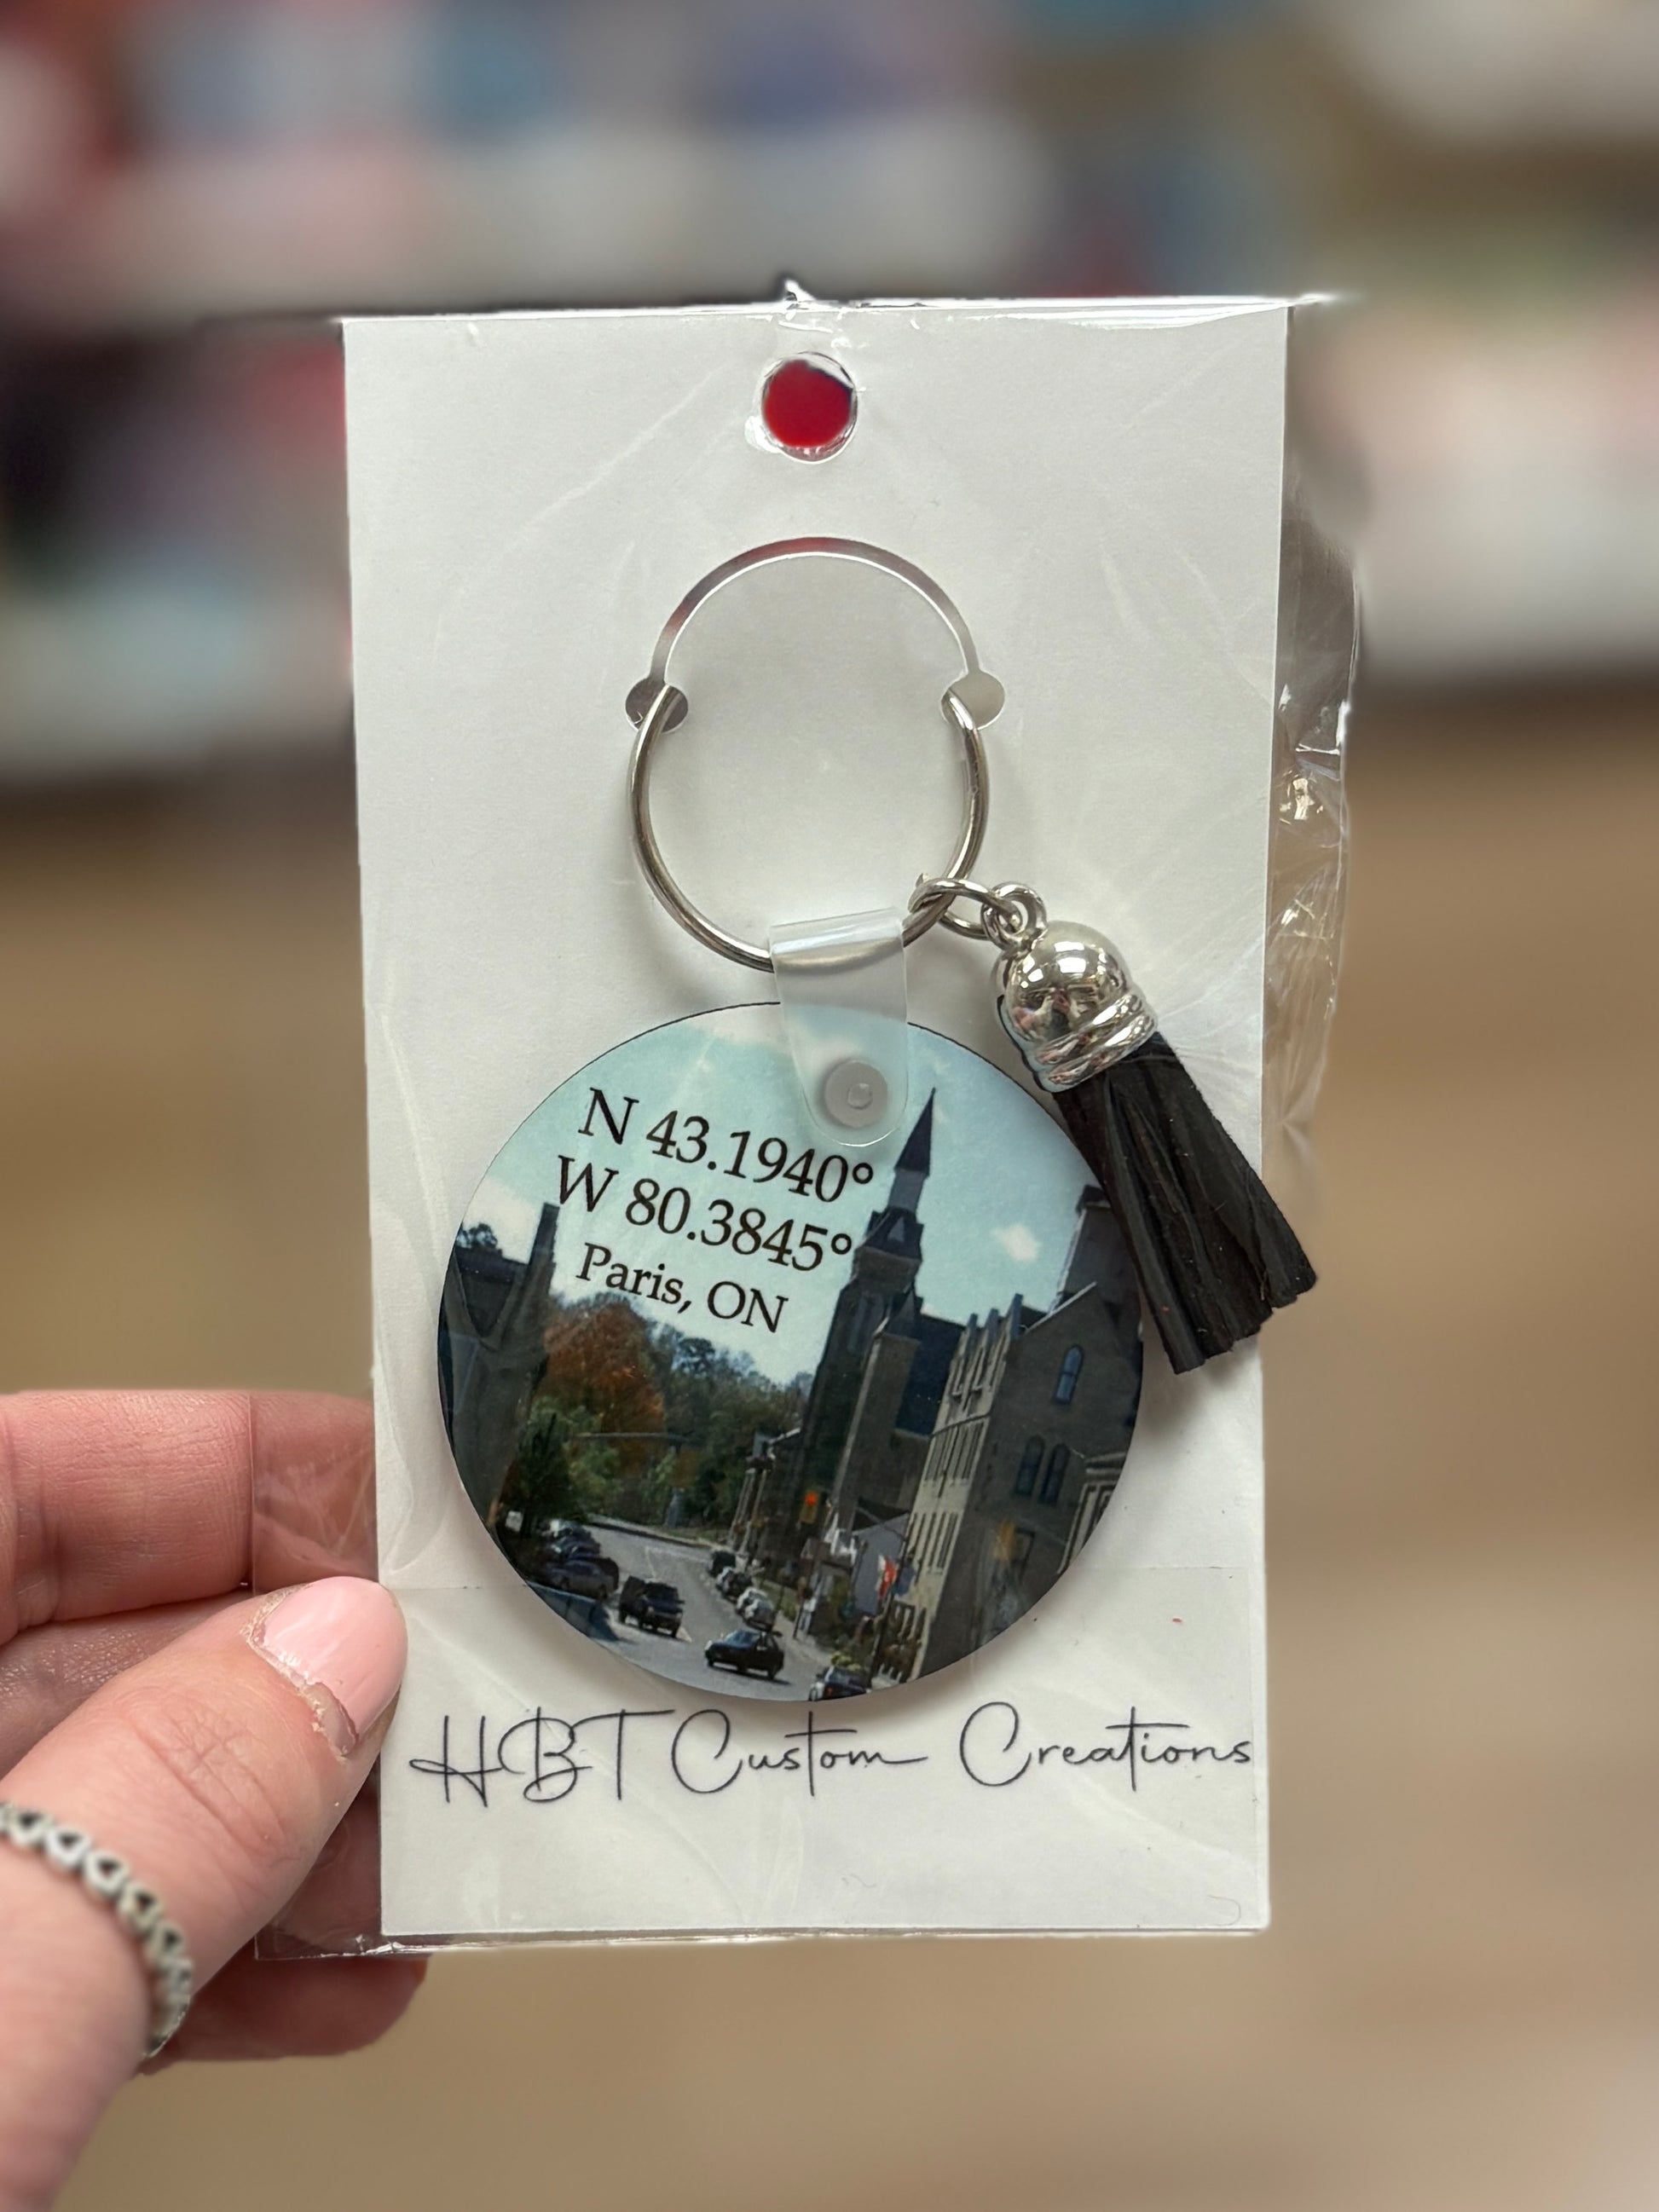 N 43.1940°
W 80.3845°
Paris, ON
HBT Custom Creations